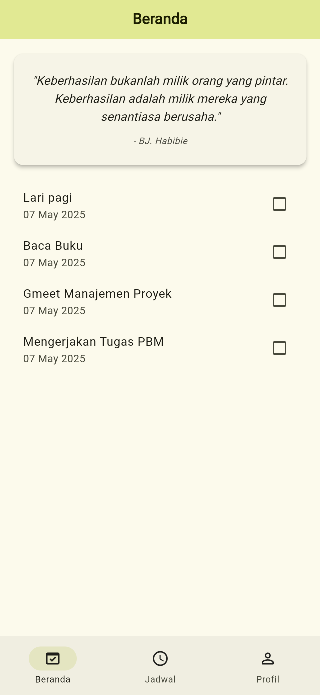 Beranda
"Keberhasilan bukanlah milik orang yang pintar.
Keberhasilan adalah milik mereka yang
senantiasa berusaha."
- BJ. Habibie
Lari pagi
07 May 2025
Baca Buku
07 May 2025
Gmeet Manajemen Proyek
07 May 2025
Mengerjakan Tugas PBM
07 May 2025
Beranda
Jadwal
Profil